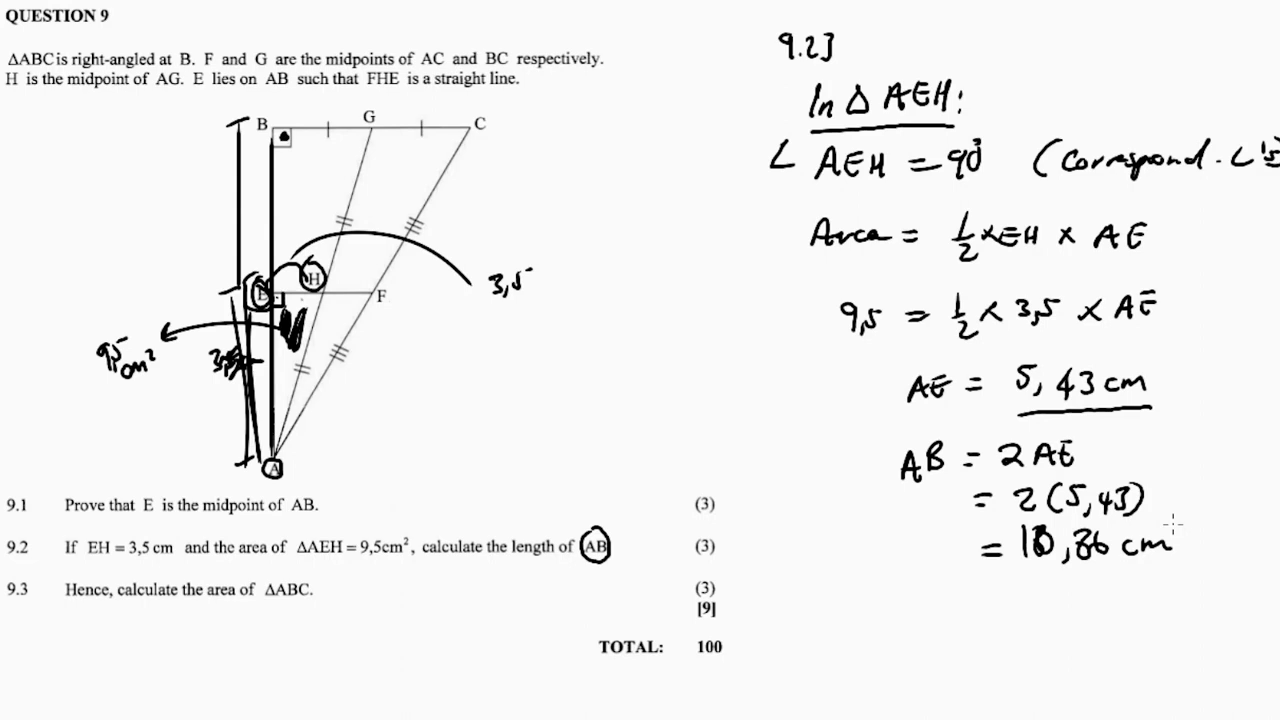 QUESTION 9
ΔABC is right-angled at B. F and G are the midpoints of AC and BC respectively.
H is the midpoint of AG. E lies on AB such that FHE is a straight line.
B G C
H
E F
A
3,5
9,5 cm²
9.1 Prove that E is the midpoint of AB. (3)
9.2 If EH = 3,5 cm and the area of ΔAEH = 9,5cm², calculate the length of AB (3)
9.3 Hence, calculate the area of ΔABC. (3)
[9]
TOTAL: 100
9.2]
In Δ AEH:
∠ AEH = 90° (Correspond. ∠'s
Area = 1/2 × EH × AE
9,5 = 1/2 × 3,5 × AE
AE = 5,43 cm
AB = 2 AE
= 2 (5,43)
= 10,86 cm